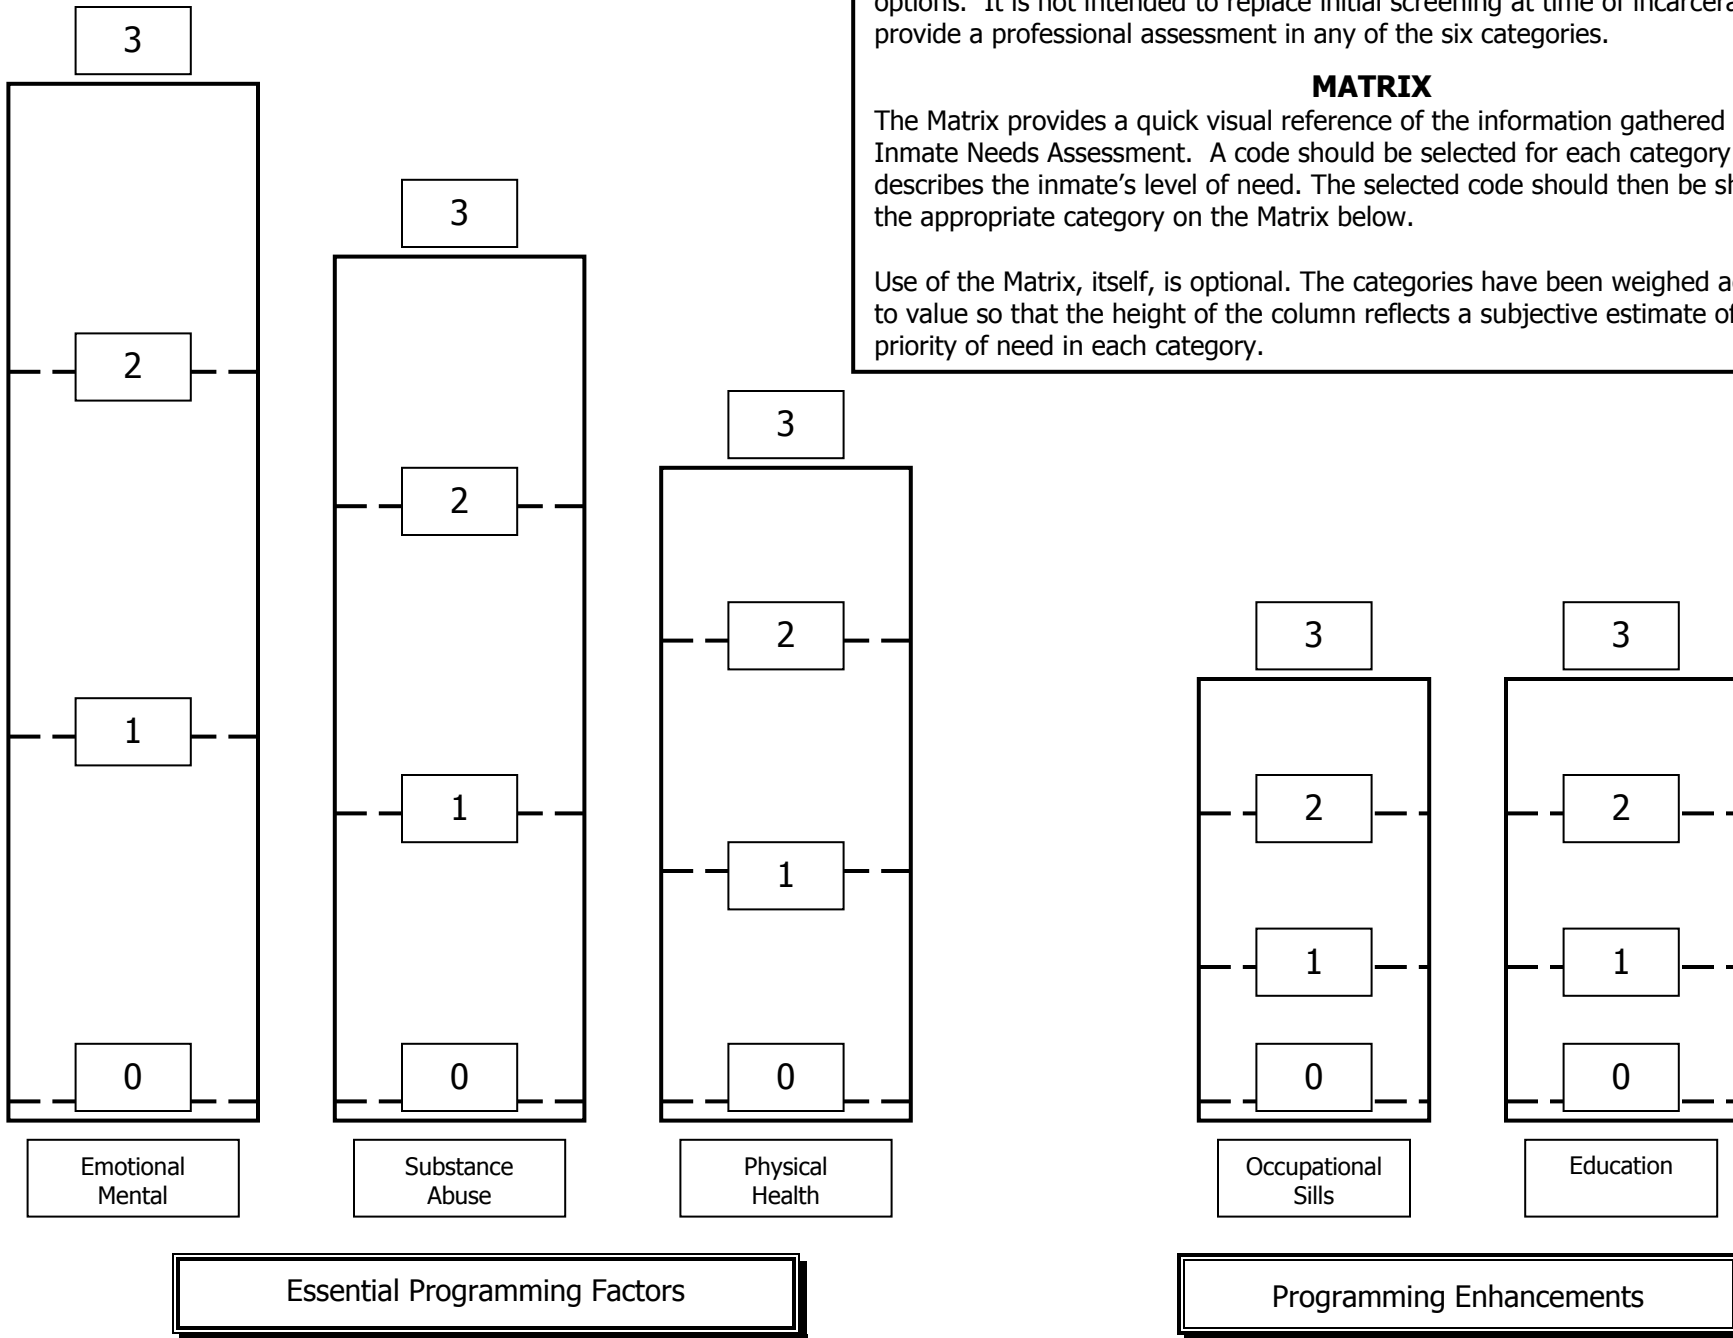 options. It is not intended to replace initial screening at time of
provide a professional assessment in any of the six categories.
MATRIX
The Matrix provides a quick visual reference of the information gathered
Inmate Needs Assessment. A code should be selected for each category
describes the inmate's level of need. The selected code should then be
the appropriate category on the Matrix below.
Use of the Matrix, itself, is optional. The categories have been weighed
to value so that the height of the column reflects a subjective estimate of
priority of need in each category.
3
2
1
0
Emotional
Mental
3
2
1
0
Substance
Abuse
3
2
1
0
Physical
Health
3
2
1
0
Occupational
Sills
3
2
1
0
Education
Essential Programming Factors
Programming Enhancements